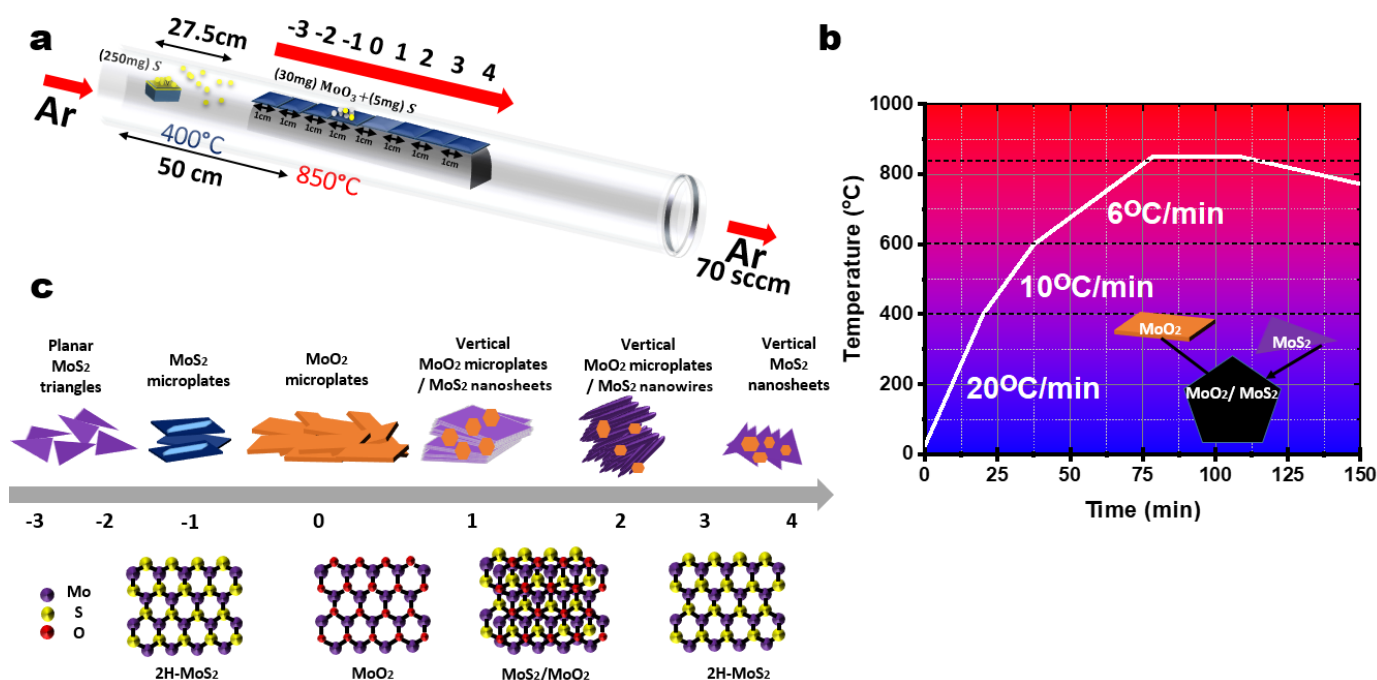 a
27.5cm
-3 -2 -1 0 1 2 3 4
(250mg) S
(30mg) MoO₃+(5mg) S
Ar
1cm 1cm 1cm 1cm 1cm 1cm 1cm
400°C
50 cm
850°C
Ar
70 sccm
b
Temperature (°C)
1000
800
600
400
200
0
6ᴼC/min
10ᴼC/min
20ᴼC/min
MoO₂
MoS₂
MoO₂/ MoS₂
0 25 50 75 100 125 150
Time (min)
c
Planar
MoS₂
triangles
MoS₂
microplates
MoO₂
microplates
Vertical
MoO₂ microplates
/ MoS₂ nanosheets
Vertical
MoO₂ microplates
/ MoS₂ nanowires
Vertical
MoS₂
nanosheets
-3 -2 -1 0 1 2 3 4
Mo
S
O
2H-MoS₂
MoO₂
MoS₂/MoO₂
2H-MoS₂